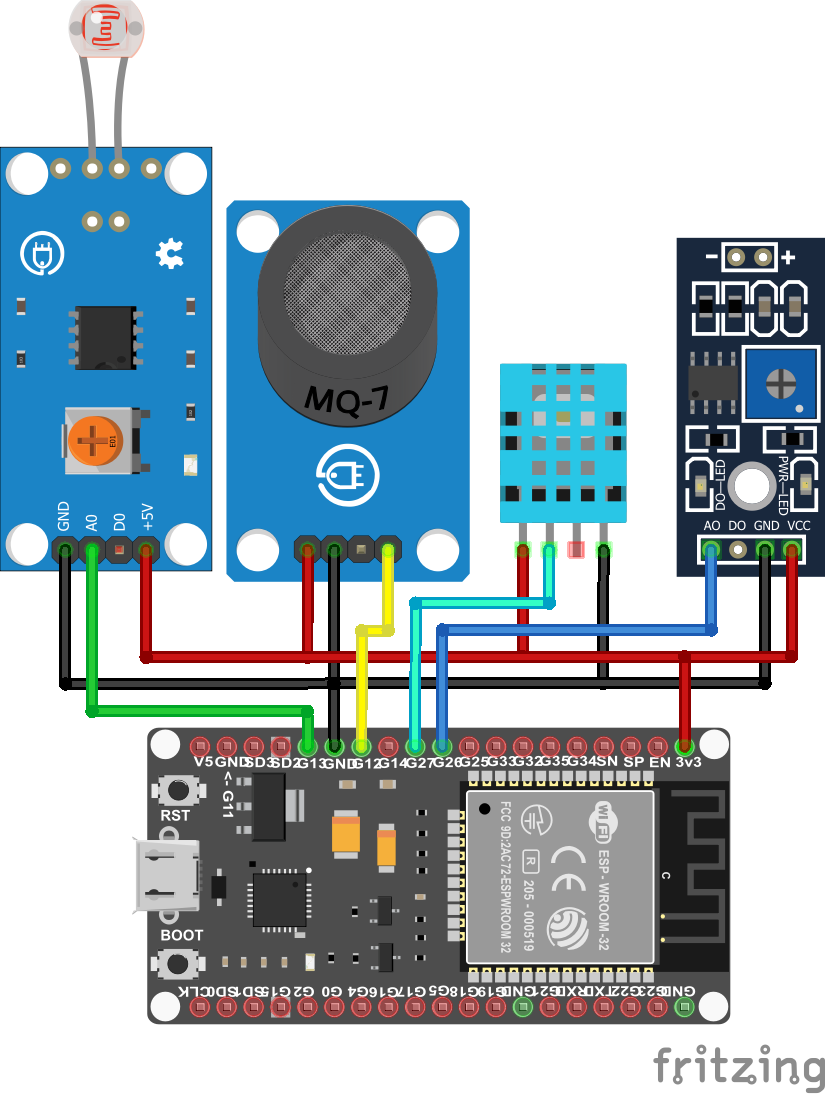 E01
GND
A0
D0
+5V
MQ-7
- +
DO—LED
PWR—LED
AO DO GND VCC
V5 GND SD3 SD2 G13 GND G12 G14 G27 G26 G25 G33 G32 G35 G34 SN SP EN 3v3
<- G11
RST
BOOT
FCC 9D:2AC72-ESPWROOM 32
R
205 - 000519
CE
WiFi
ESP - WROOM -32
C
CLK SD0 SD1 G15 G2 G0 G4 G16 G17 G5 G18 G19 GND G21 RXD TXD G22 G23 GND
fritzing